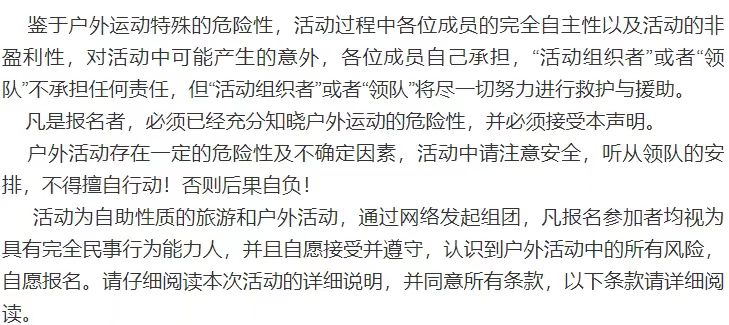 鉴于户外运动特殊的危险性，活动过程中各位成员的完全自主性以及活动的非
盈利性，对活动中可能产生的意外，各位成员自己承担，“活动组织者”或者“领
队”不承担任何责任，但“活动组织者”或者“领队”将尽一切努力进行救护与援助。
凡是报名者，必须已经充分知晓户外运动的危险性，并必须接受本声明。
户外活动存在一定的危险性及不确定因素，活动中请注意安全，听从领队的安
排，不得擅自行动！否则后果自负！
活动为自助性质的旅游和户外活动，通过网络发起组团，凡报名参加者均视为
具有完全民事行为能力人，并且自愿接受并遵守，认识到户外活动中的所有风险，
自愿报名。请仔细阅读本次活动的详细说明，并同意所有条款，以下条款请详细阅
读。